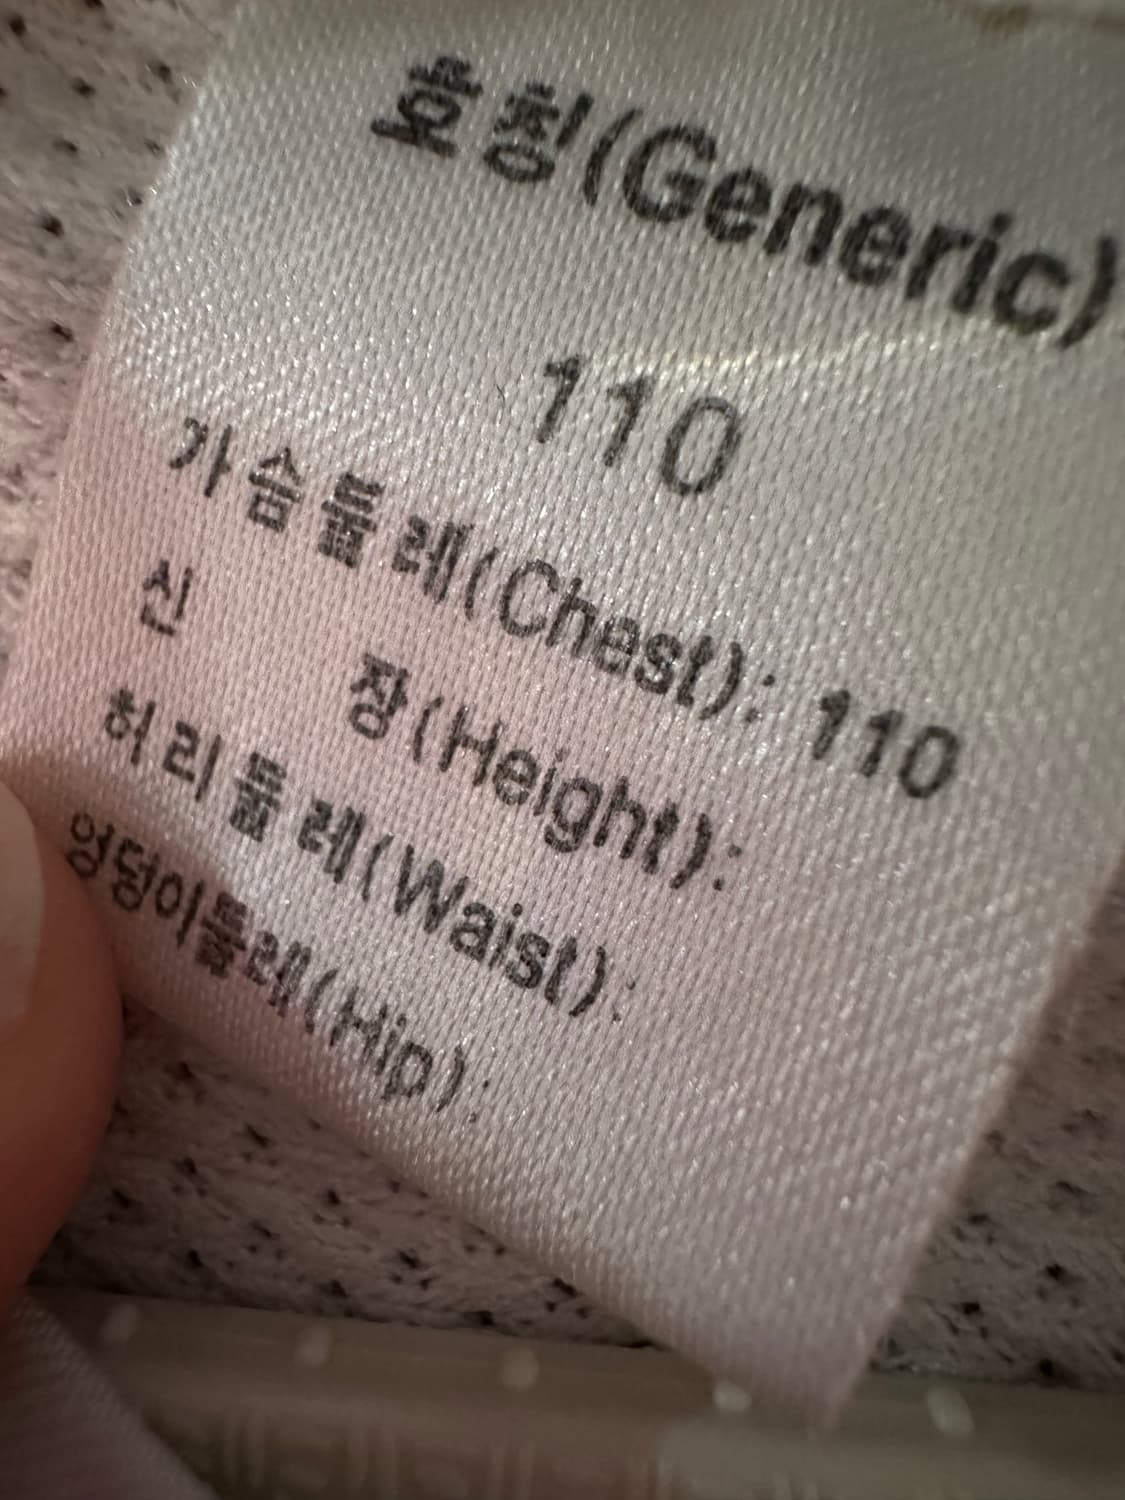 호칭(Generic)
110
가슴둘레(Chest): 110
신 장(Height):
허리둘레(Waist):
엉덩이둘레(Hip):